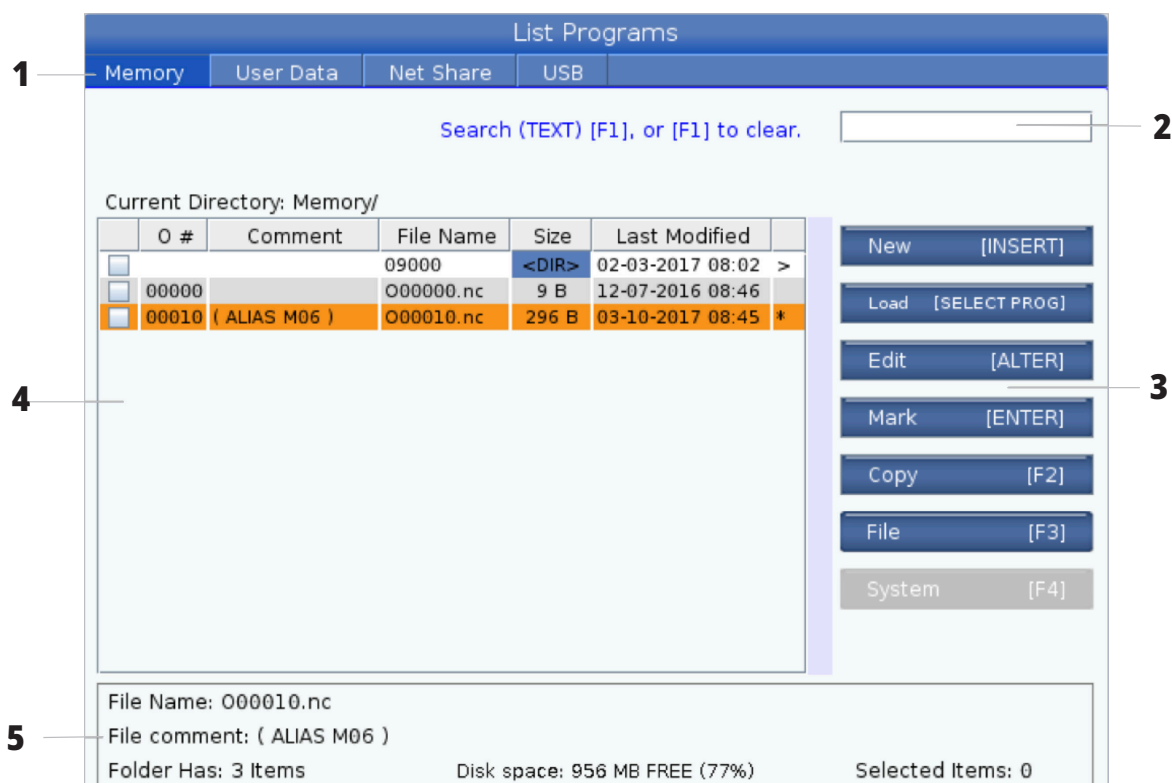 List Programs
1 Memory User Data Net Share USB
Search (TEXT) [F1], or [F1] to clear. 2
Current Directory: Memory/
O # Comment File Name Size Last Modified
09000 <DIR> 02-03-2017 08:02 >
00000 O00000.nc 9 B 12-07-2016 08:46
00010 ( ALIAS M06 ) O00010.nc 296 B 03-10-2017 08:45 *
New [INSERT]
Load [SELECT PROG]
Edit [ALTER]
3
Mark [ENTER]
Copy [F2]
File [F3]
System [F4]
4
File Name: O00010.nc
5 File comment: ( ALIAS M06 )
Folder Has: 3 Items Disk space: 956 MB FREE (77%) Selected Items: 0